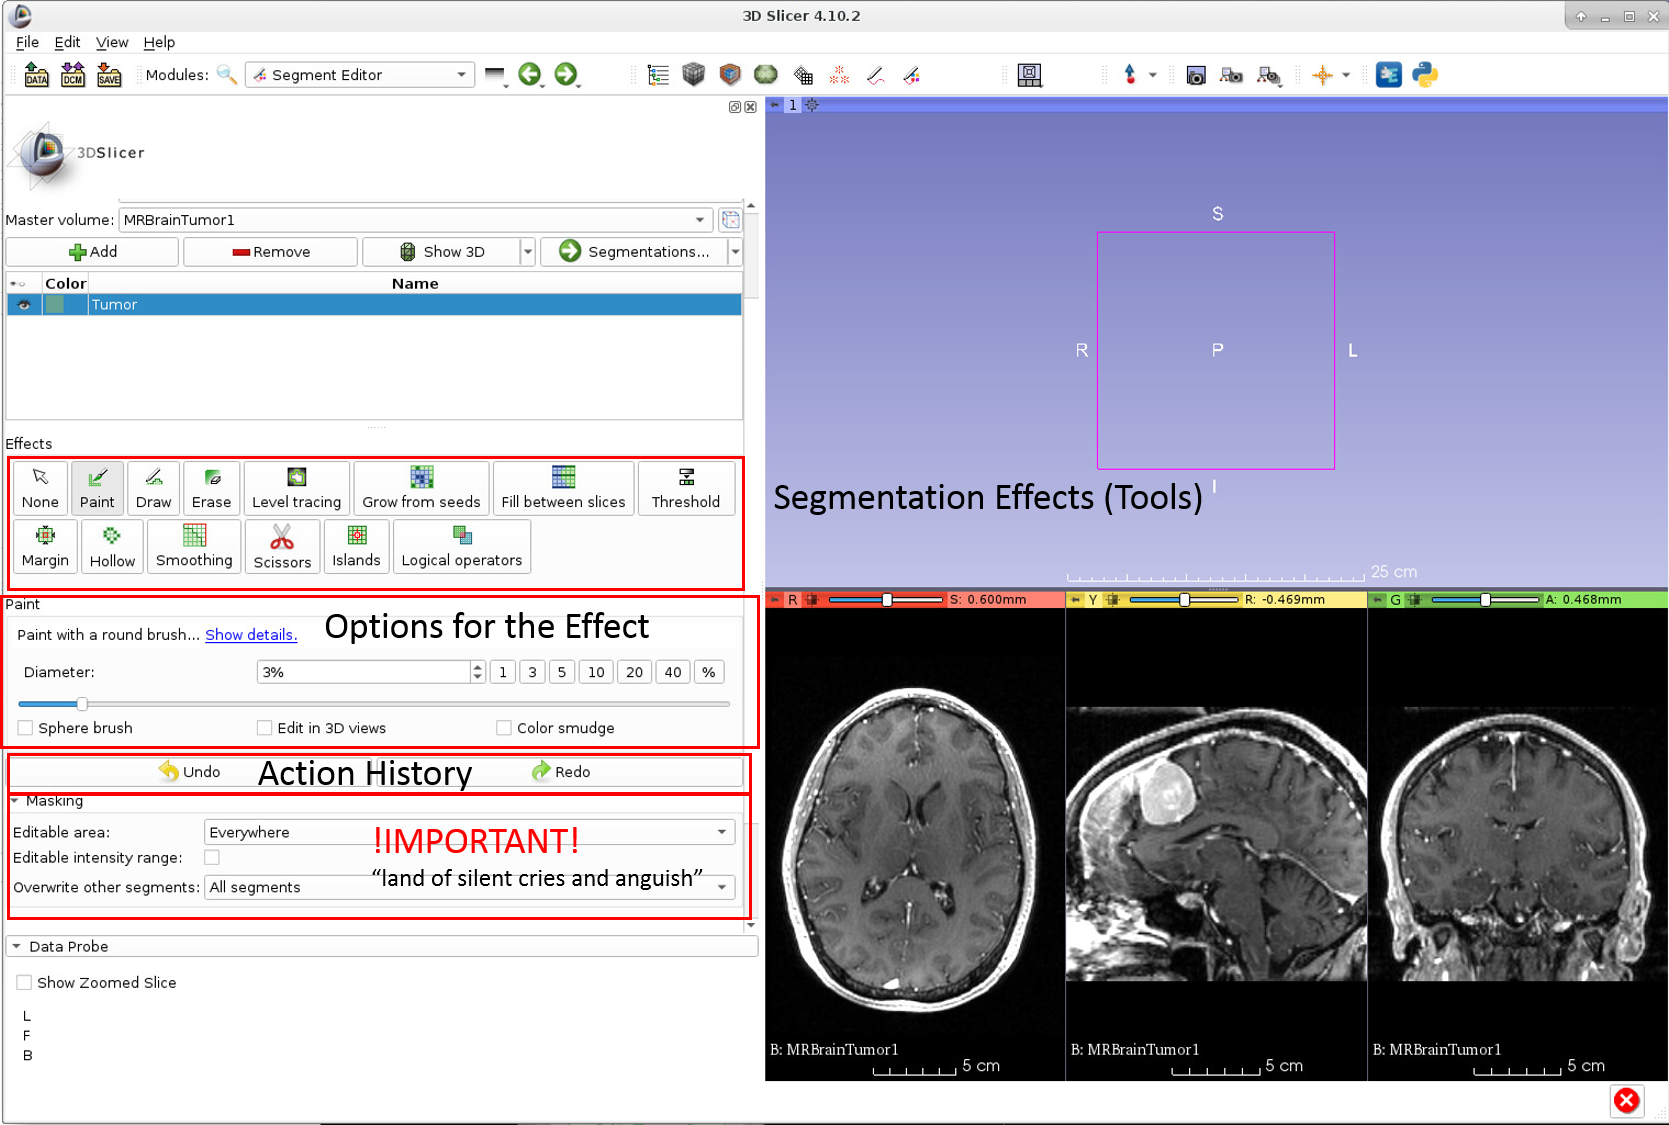 3D Slicer 4.10.2
File Edit View Help
DATA DCM SAVE Modules: Segment Editor
1
3DSlicer
Master volume: MRBrainTumor1
Add Remove Show 3D Segmentations...
Color Name
Tumor
S
R P L
I
25 cm
Effects
None Paint Draw Erase Level tracing Grow from seeds Fill between slices Threshold
Margin Hollow Smoothing Scissors Islands Logical operators
Segmentation Effects (Tools)
Paint
Paint with a round brush... Show details.
Options for the Effect
Diameter: 3% 1 3 5 10 20 40 %
Sphere brush Edit in 3D views Color smudge
Undo Action History Redo
Masking
Editable area: Everywhere
!IMPORTANT!
Editable intensity range:
“land of silent cries and anguish”
Overwrite other segments: All segments
Data Probe
Show Zoomed Slice
L
F
B
R S: 0.600mm
B: MRBrainTumor1
5 cm
Y R: -0.469mm
B: MRBrainTumor1
5 cm
G A: 0.468mm
B: MRBrainTumor1
5 cm